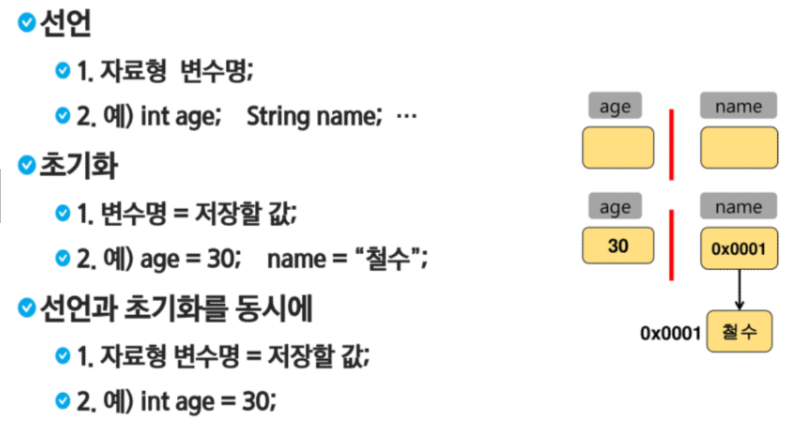 선언
1. 자료형 변수명;
2. 예) int age; String name; …
초기화
1. 변수명 = 저장할 값;
2. 예) age = 30; name = “철수”;
선언과 초기화를 동시에
1. 자료형 변수명 = 저장할 값;
2. 예) int age = 30;
age name
age name
30 0x0001
0x0001 철수